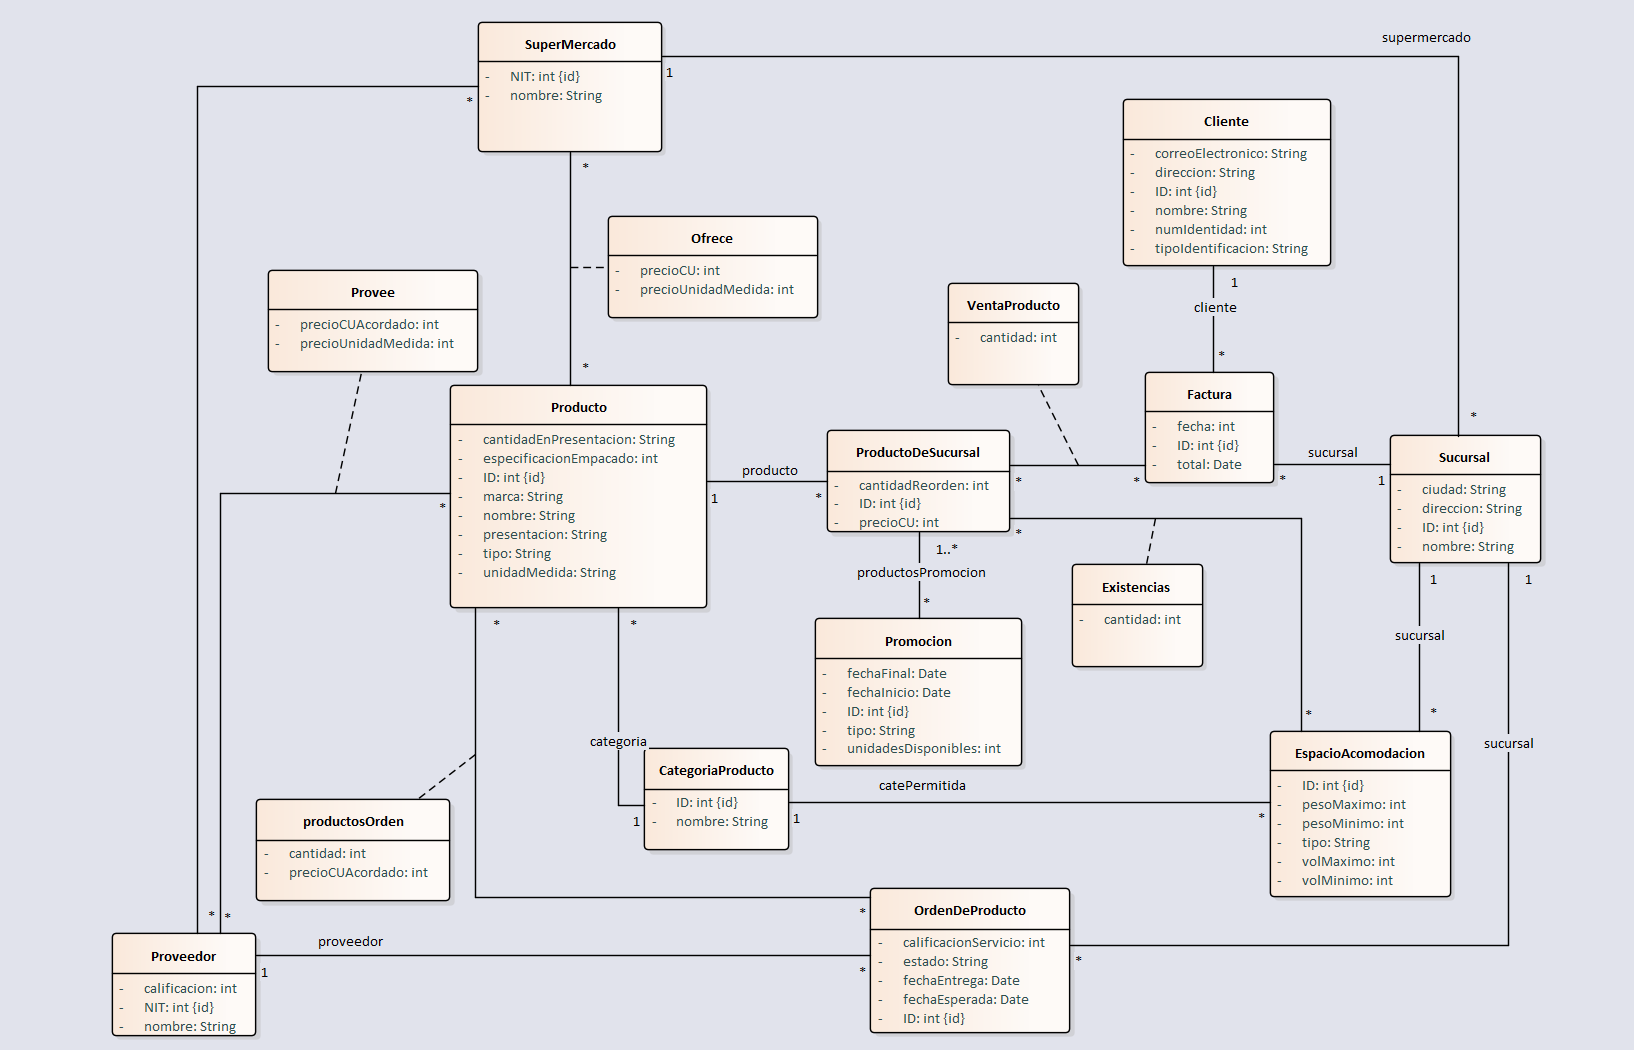 SuperMercado
- NIT: int {id}
- nombre: String
supermercado
1
*
*
Cliente
- correoElectronico: String
- direccion: String
- ID: int {id}
- nombre: String
- numIdentidad: int
- tipoIdentificacion: String
Ofrece
- precioCU: int
- precioUnidadMedida: int
Provee
- precioCUAcordado: int
- precioUnidadMedida: int
VentaProducto
- cantidad: int
1
cliente
*
*
Producto
- cantidadEnPresentacion: String
- especificacionEmpacado: int
- ID: int {id}
- marca: String
- nombre: String
- presentacion: String
- tipo: String
- unidadMedida: String
*
producto
1
*
ProductoDeSucursal
- cantidadReorden: int
- ID: int {id}
- precioCU: int
*
*
*
Factura
- fecha: int
- ID: int {id}
- total: Date
sucursal
*
1
*
Sucursal
- ciudad: String
- direccion: String
- ID: int {id}
- nombre: String
1..*
productosPromocion
*
Existencias
- cantidad: int
1
1
sucursal
*
*
sucursal
*
*
Promocion
- fechaFinal: Date
- fechaInicio: Date
- ID: int {id}
- tipo: String
- unidadesDisponibles: int
categoria
CategoriaProducto
- ID: int {id}
- nombre: String
1
1
catePermitida
*
EspacioAcomodacion
- ID: int {id}
- pesoMaximo: int
- pesoMinimo: int
- tipo: String
- volMaximo: int
- volMinimo: int
productosOrden
- cantidad: int
- precioCUAcordado: int
*
*
*
OrdenDeProducto
- calificacionServicio: int
- estado: String
- fechaEntrega: Date
- fechaEsperada: Date
- ID: int {id}
*
proveedor
1
*
Proveedor
- calificacion: int
- NIT: int {id}
- nombre: String